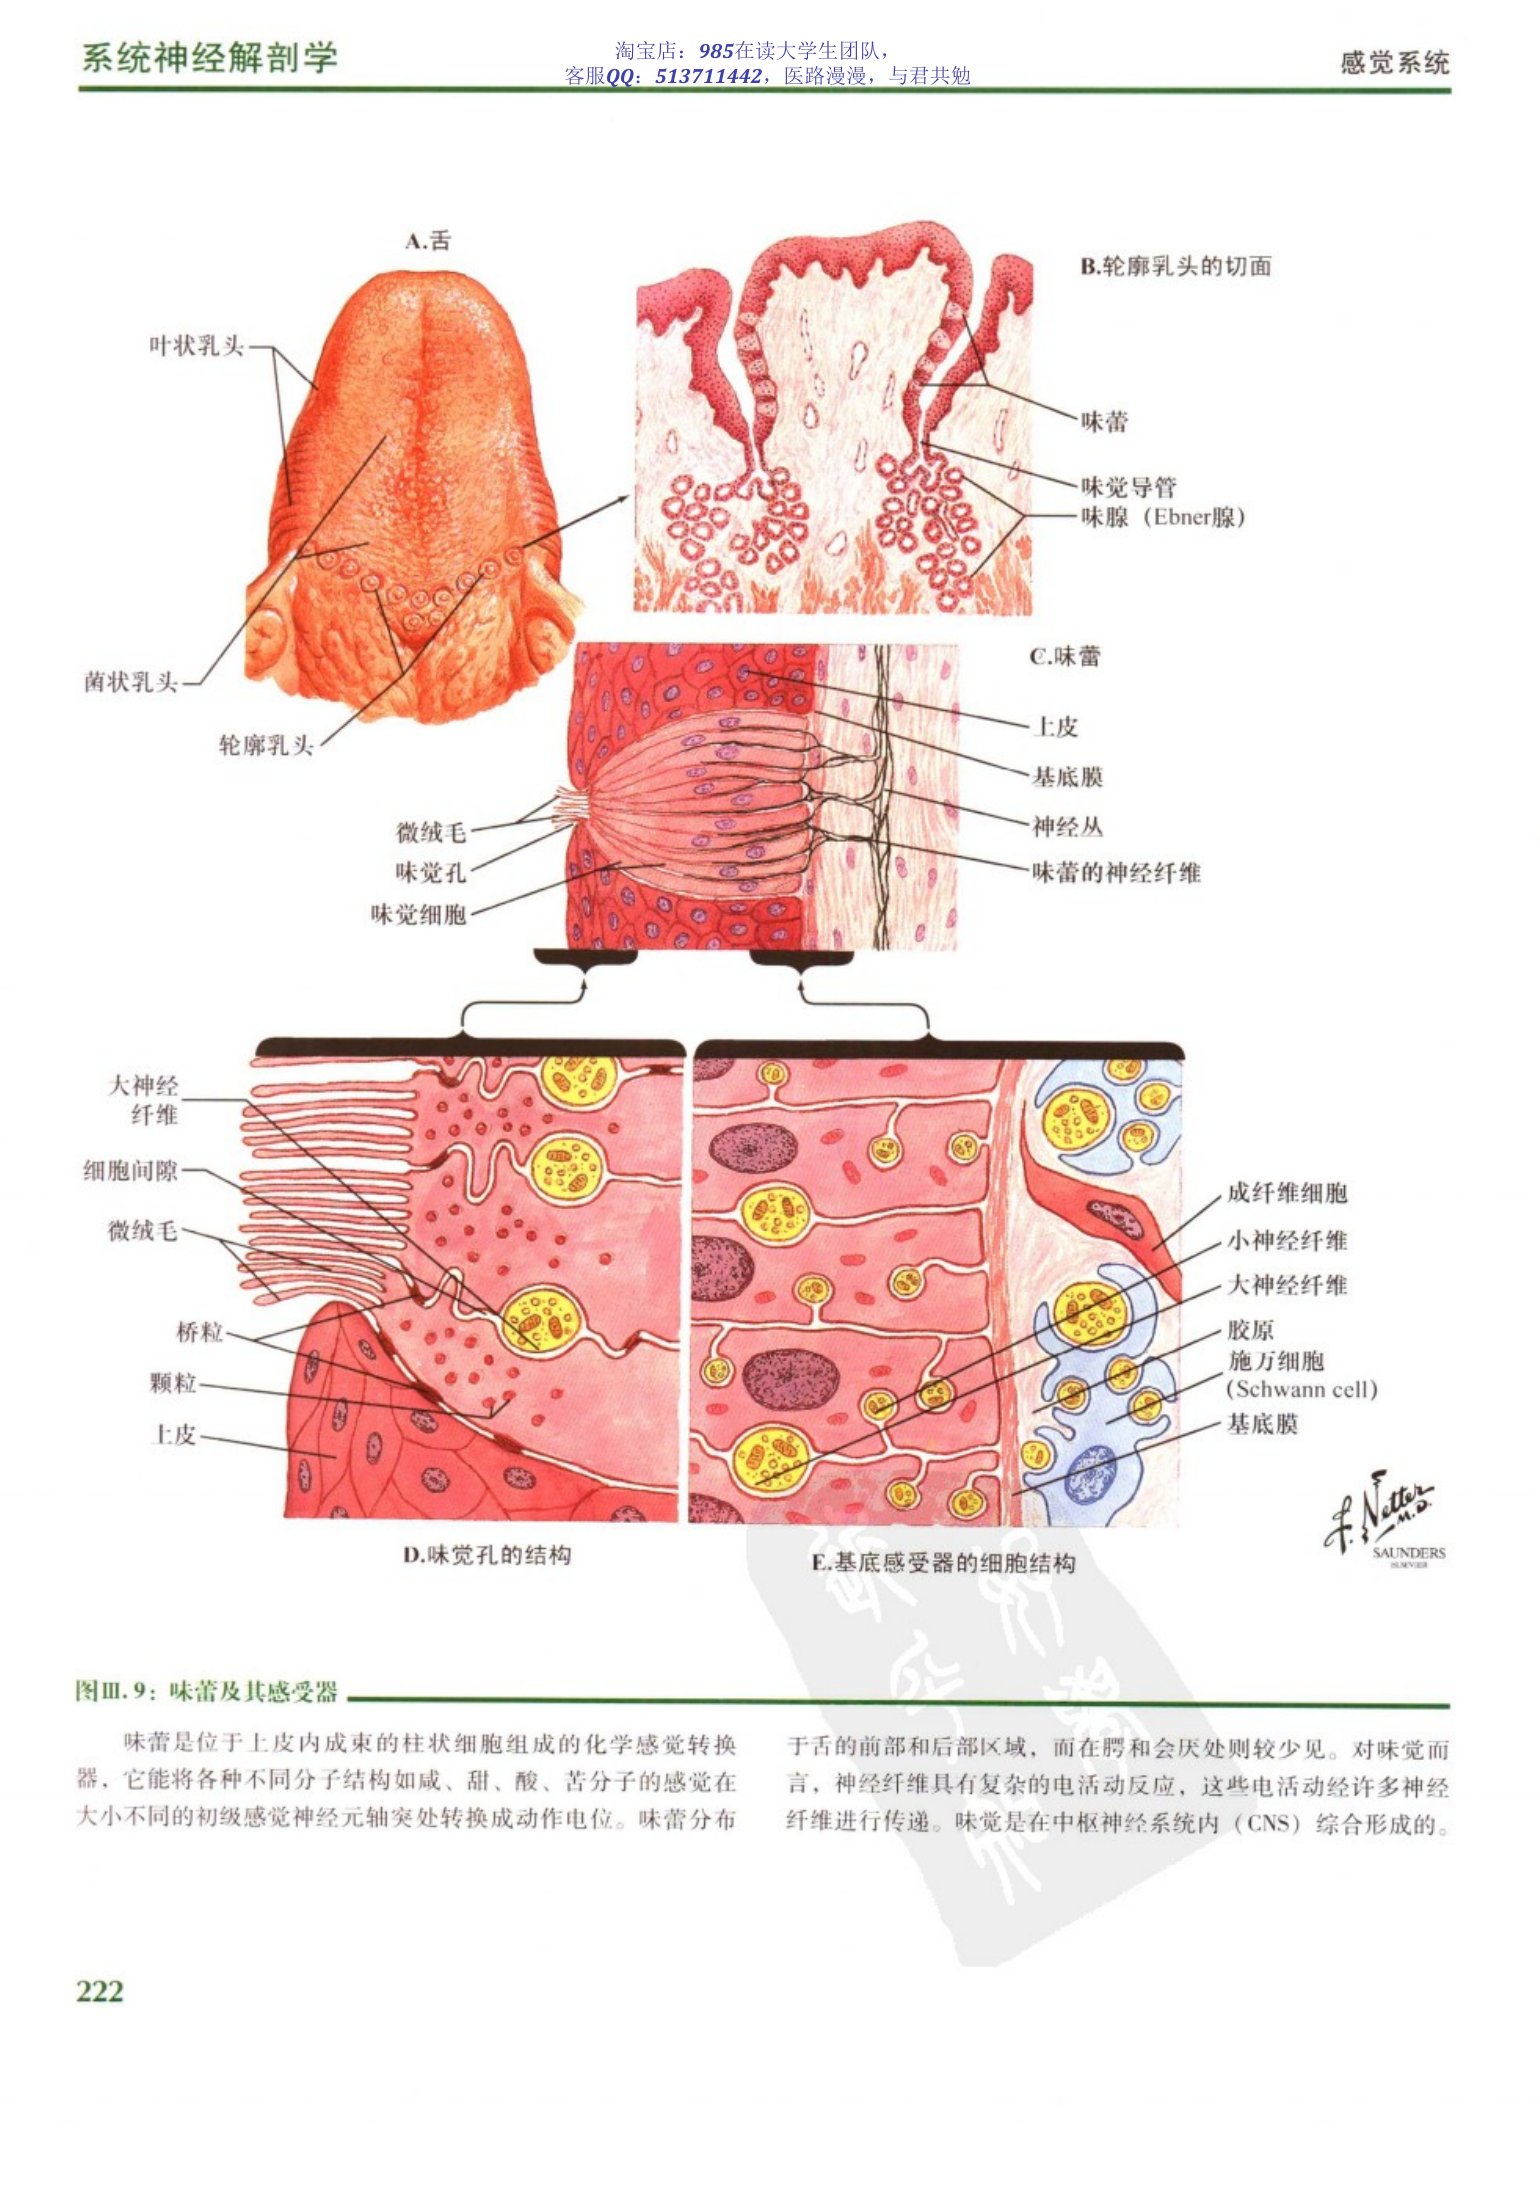 系统神经解剖学
淘宝店：985在读大学生团队，
客服QQ：513711442，医路漫漫，与君共勉
感觉系统
A.舌
叶状乳头
菌状乳头
轮廓乳头
B.轮廓乳头的切面
味蕾
味觉导管
味腺（Ebner腺）
C.味蕾
上皮
基底膜
神经丛
味蕾的神经纤维
微绒毛
味觉孔
味觉细胞
大神经
纤维
细胞间隙
微绒毛
桥粒
颗粒
上皮
D.味觉孔的结构
成纤维细胞
小神经纤维
大神经纤维
胶原
施万细胞
(Schwann cell)
基底膜
E.基底感受器的细胞结构
F. Netter
M.D.
SAUNDERS
ELSEVIER
图Ⅲ.9：味蕾及其感受器
味蕾是位于上皮内成束的柱状细胞组成的化学感觉转换
器，它能将各种不同分子结构如咸、甜、酸、苦分子的感觉在
大小不同的初级感觉神经元轴突处转换成动作电位。味蕾分布
于舌的前部和后部区域，而在腭和会厌处则较少见。对味觉而
言，神经纤维具有复杂的电活动反应，这些电活动经许多神经
纤维进行传递。味觉是在中枢神经系统内（CNS）综合形成的。
222